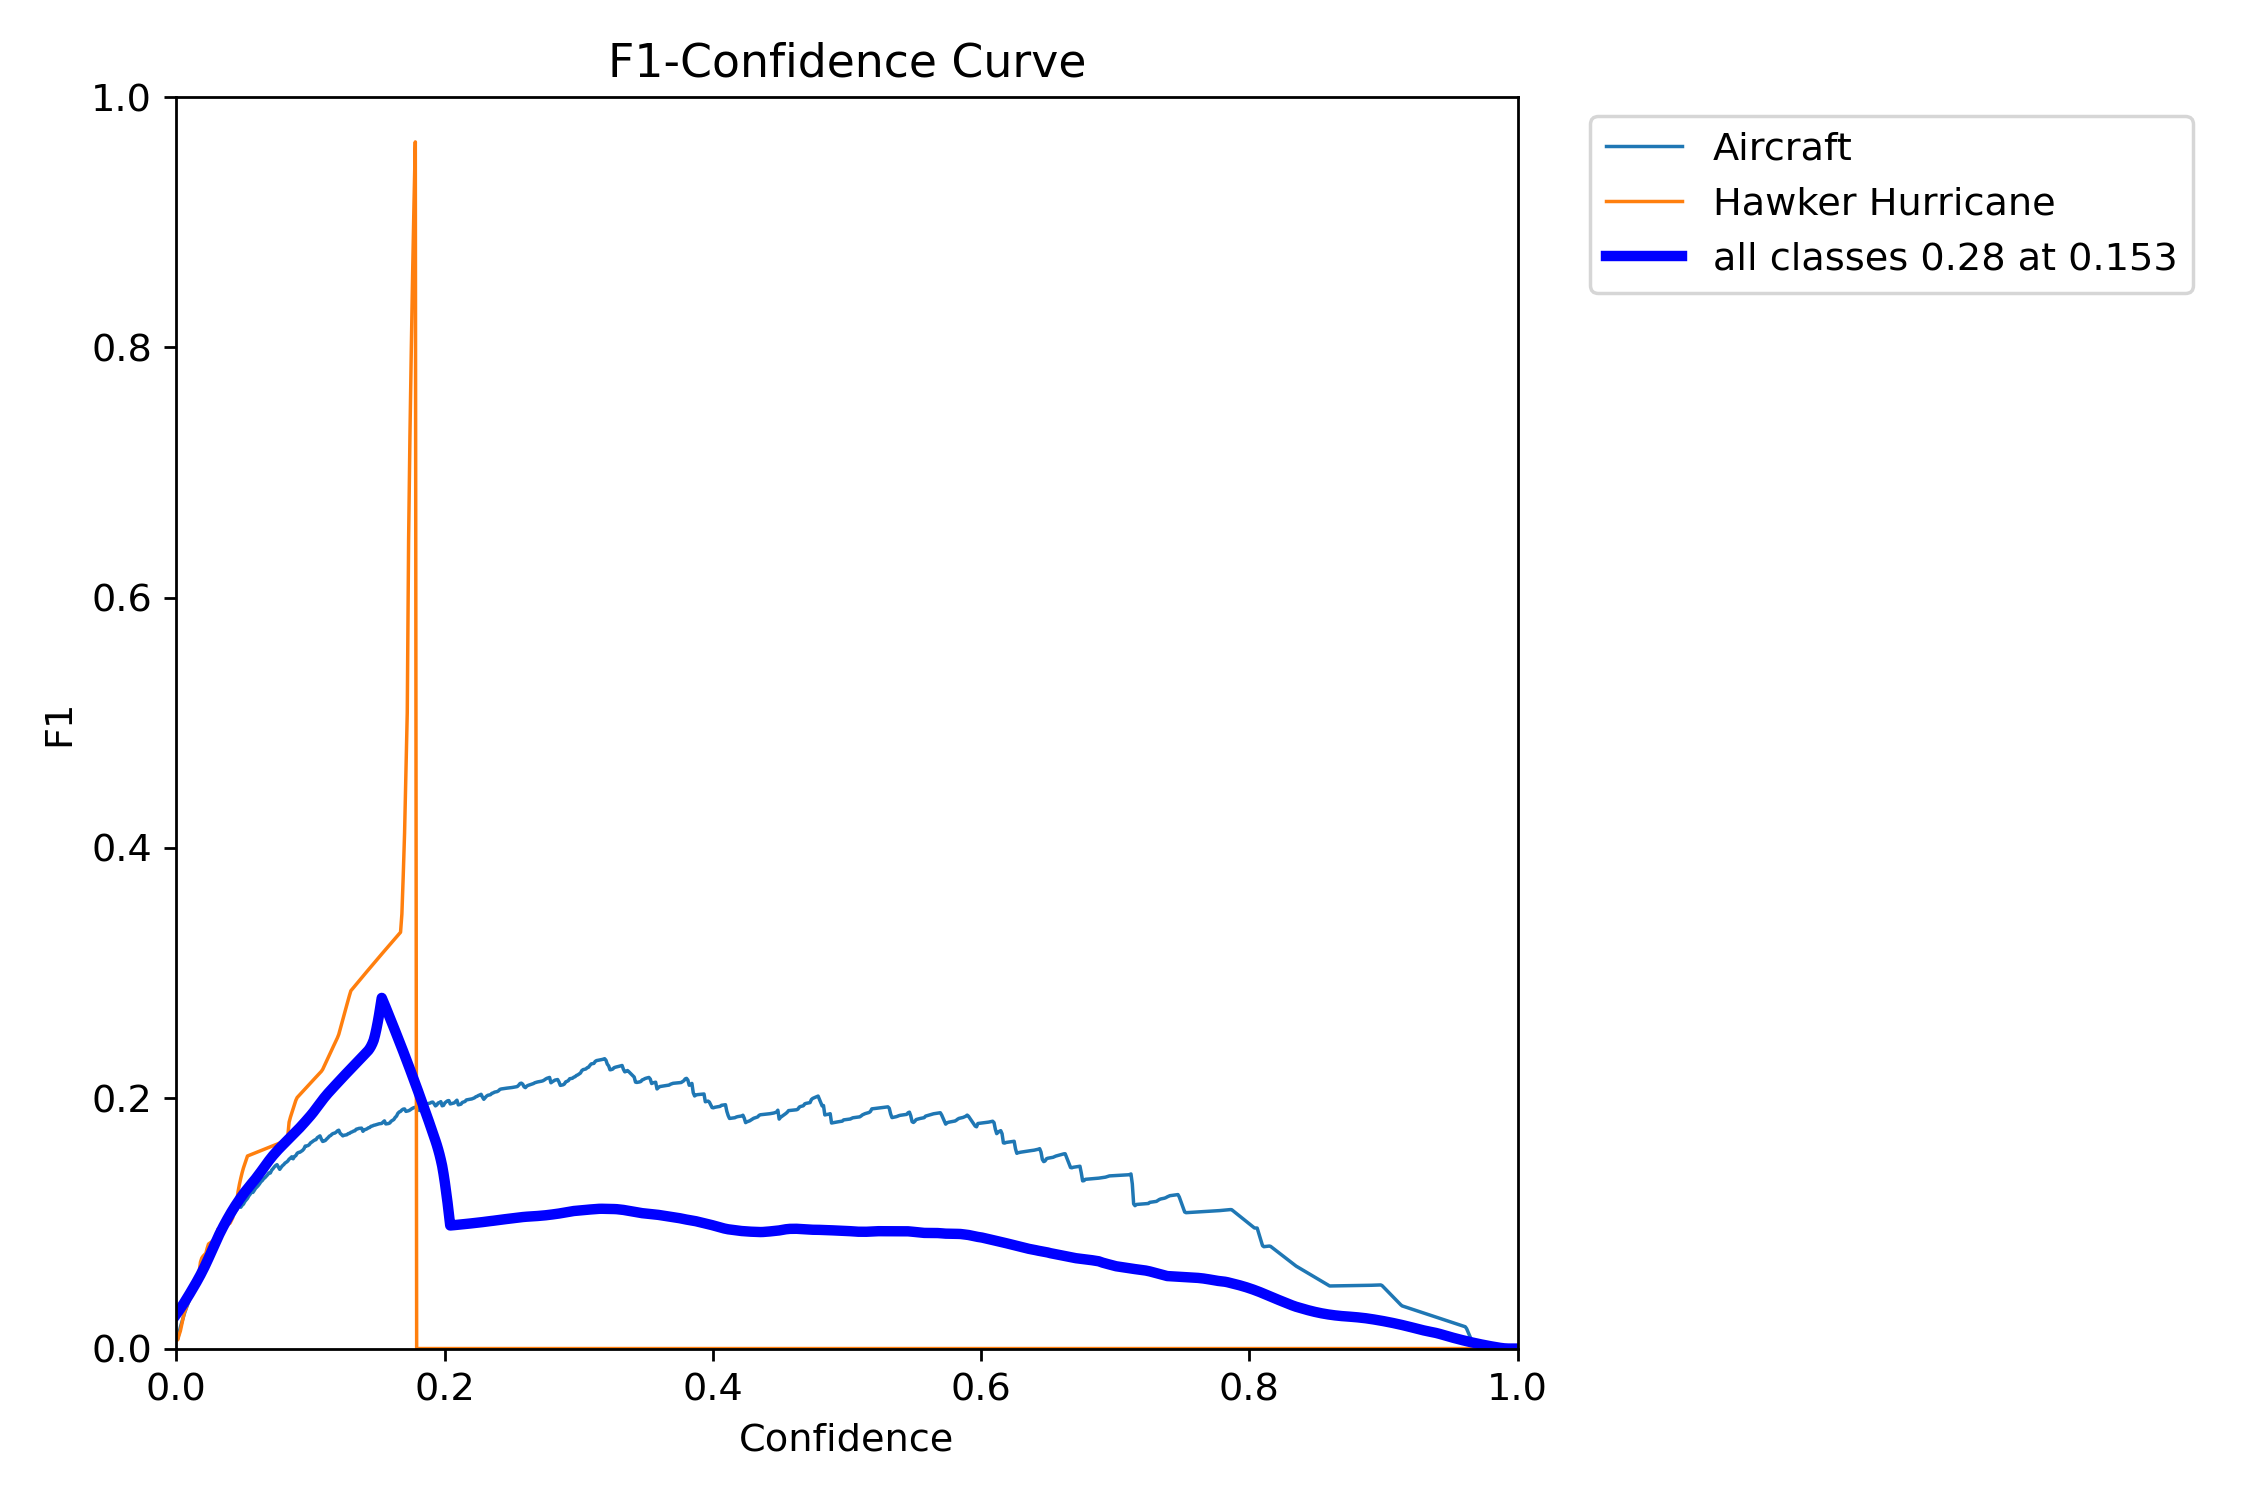 F1-Confidence Curve
Aircraft
Hawker Hurricane
all classes 0.28 at 0.153
1.0
0.8
0.6
0.4
0.2
0.0
F1
0.0 0.2 0.4 0.6 0.8 1.0
Confidence